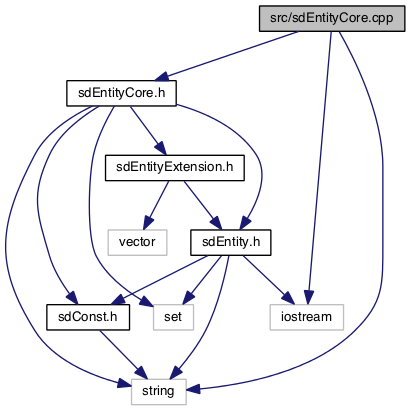 src/sdEntityCore.cpp
sdEntityCore.h
sdEntityExtension.h
vector
sdEntity.h
sdConst.h
set
iostream
string